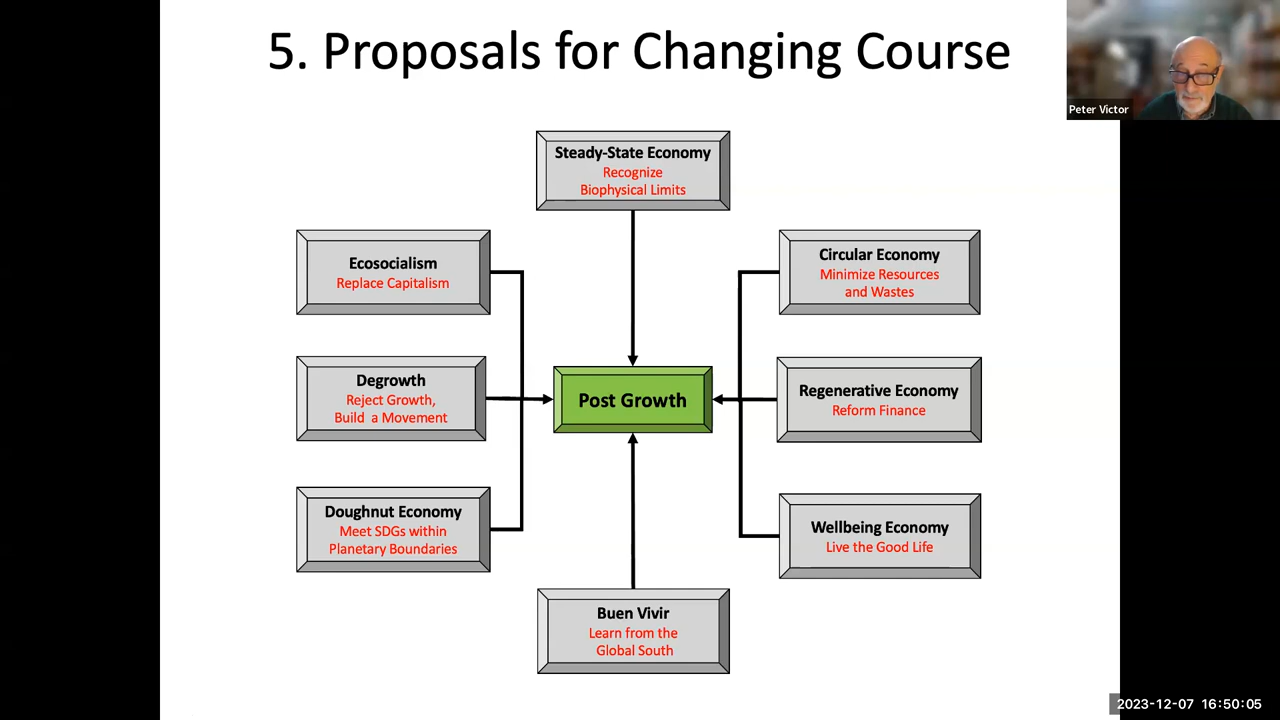 5. Proposals for Changing Course
Peter Victor
Steady-State Economy
Recognize
Biophysical Limits
Ecosocialism
Replace Capitalism
Circular Economy
Minimize Resources
and Wastes
Degrowth
Reject Growth,
Build a Movement
Post Growth
Regenerative Economy
Reform Finance
Doughnut Economy
Meet SDGs within
Planetary Boundaries
Wellbeing Economy
Live the Good Life
Buen Vivir
Learn from the
Global South
2023-12-07 16:50:05